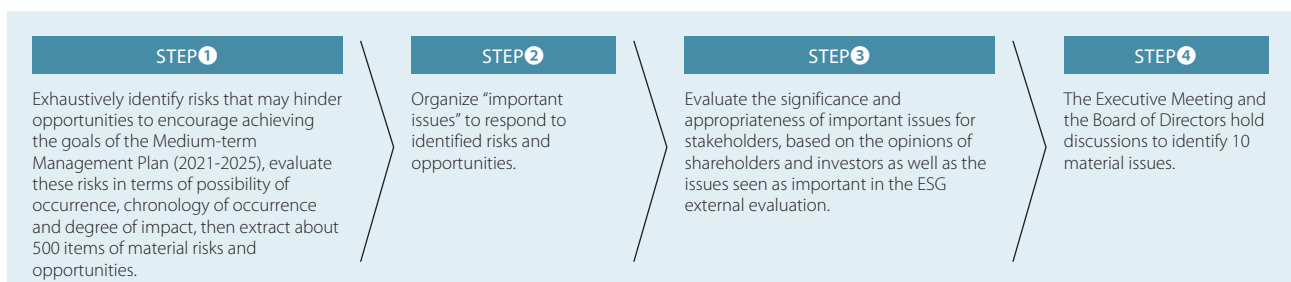 STEP❶
Exhaustively identify risks that may hinder
opportunities to encourage achieving
the goals of the Medium-term
Management Plan (2021-2025), evaluate
these risks in terms of possibility of
occurrence, chronology of occurrence
and degree of impact, then extract about
500 items of material risks and
opportunities.
STEP❷
Organize “important
issues” to respond to
identified risks and
opportunities.
STEP❸
Evaluate the significance and
appropriateness of important issues for
stakeholders, based on the opinions of
shareholders and investors as well as the
issues seen as important in the ESG
external evaluation.
STEP❹
The Executive Meeting and
the Board of Directors hold
discussions to identify 10
material issues.